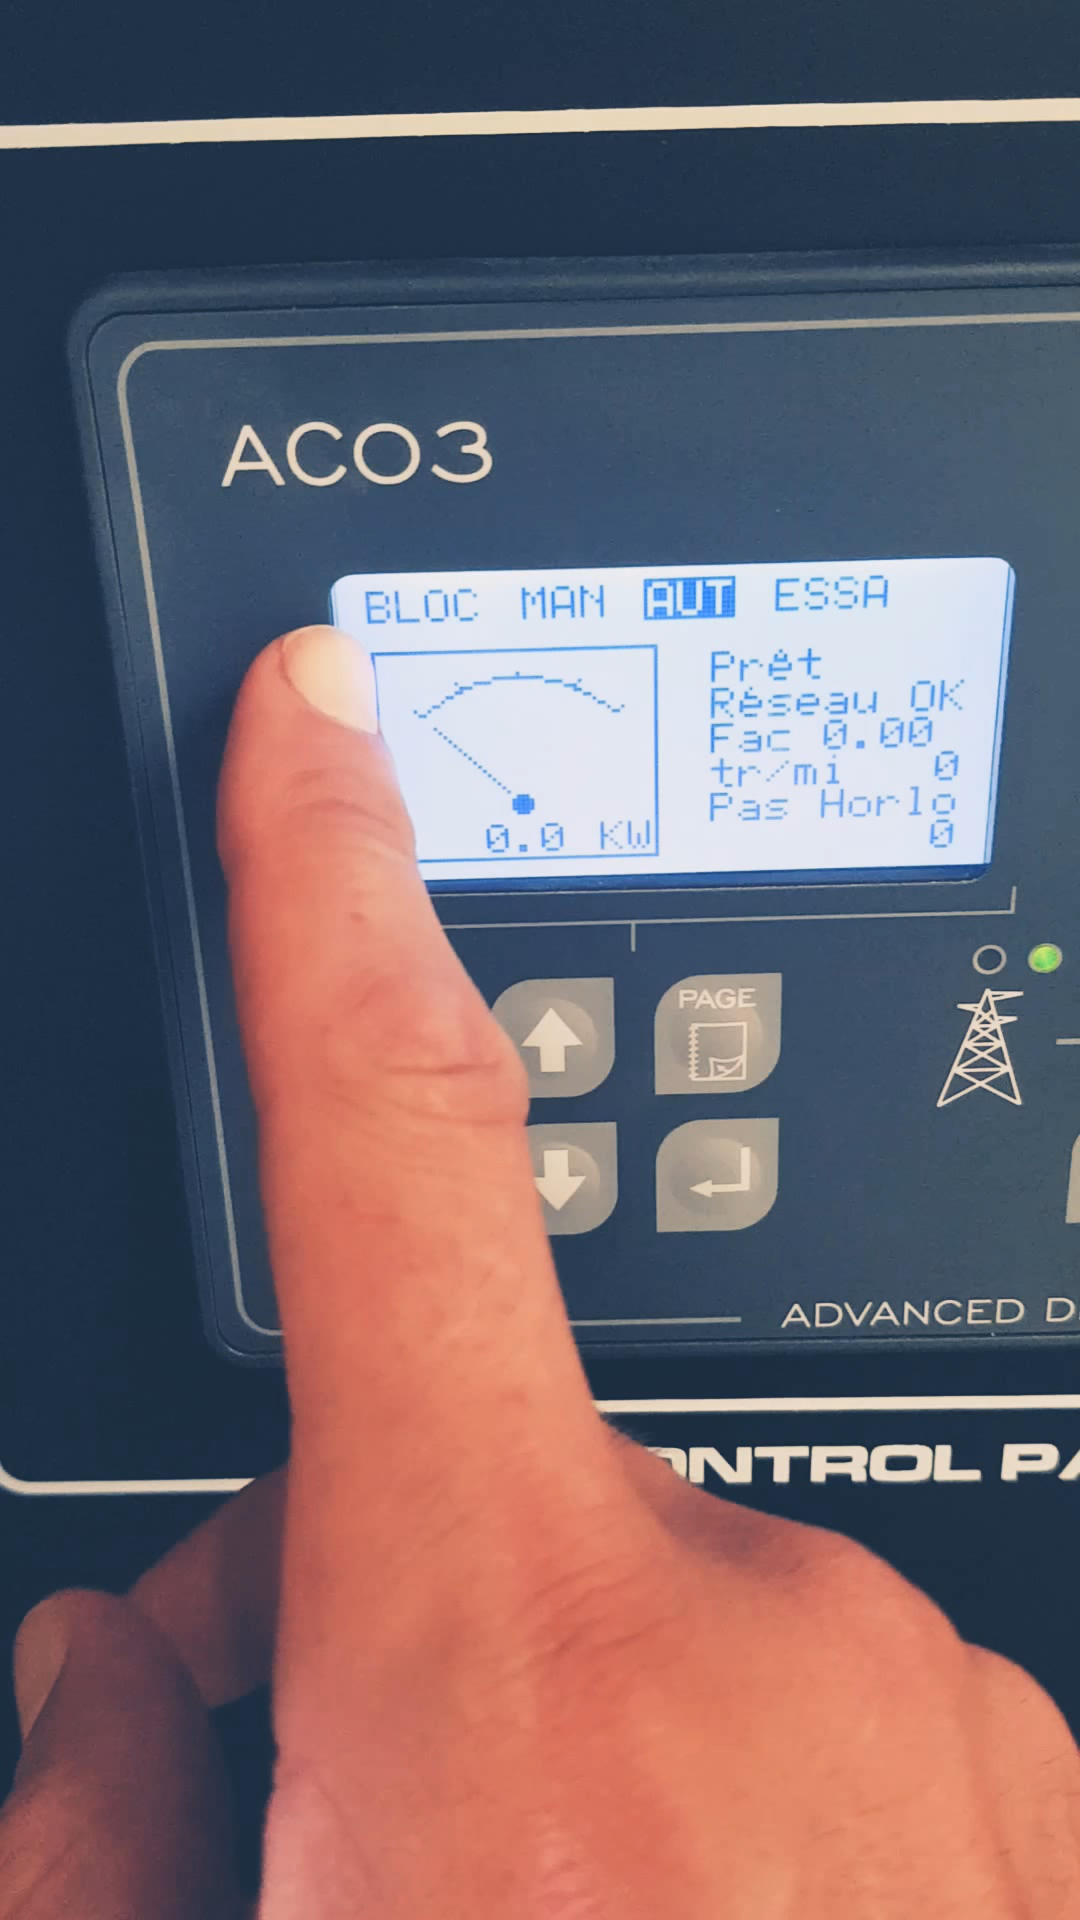 ACO3
BLOC MAN AUT ESSA
Prêt
Réseau OK
Fac 0.00
tr/mi 0
Pas Horlo
0
0.0 KW
PAGE
ADVANCED D
ONTROL PA